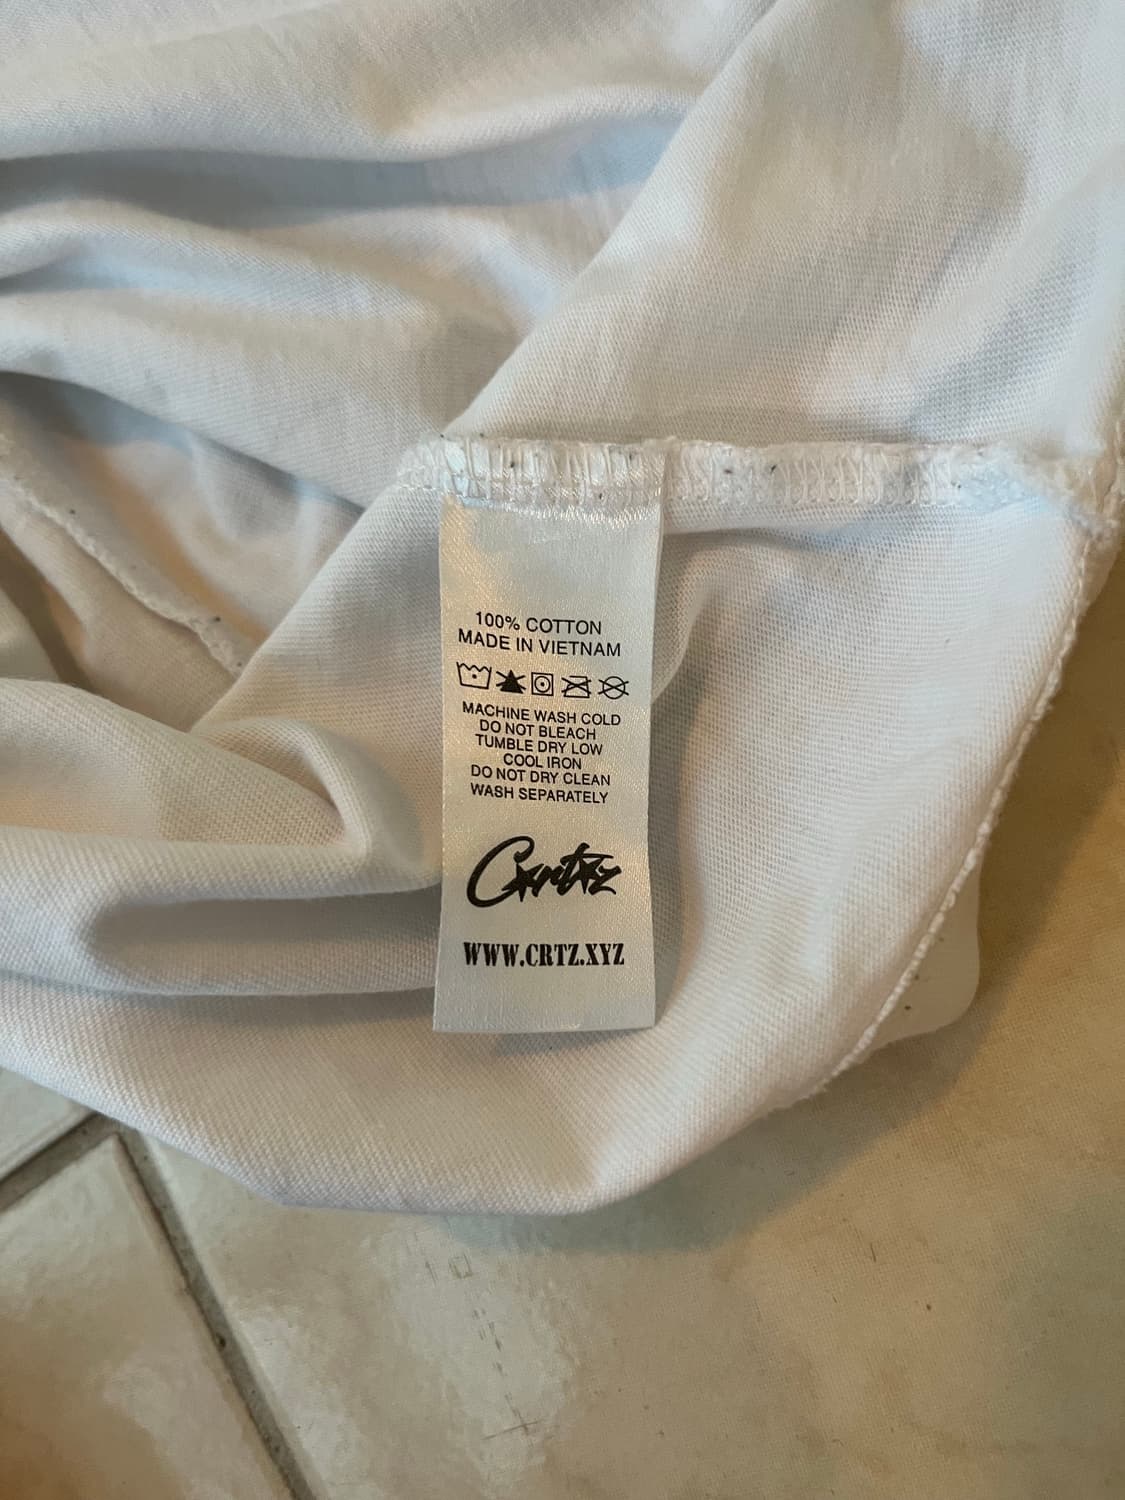 100% COTTON
MADE IN VIETNAM
MACHINE WASH COLD
DO NOT BLEACH
TUMBLE DRY LOW
COOL IRON
DO NOT DRY CLEAN
WASH SEPARATELY
Crtz
WWW.CRTZ.XYZ